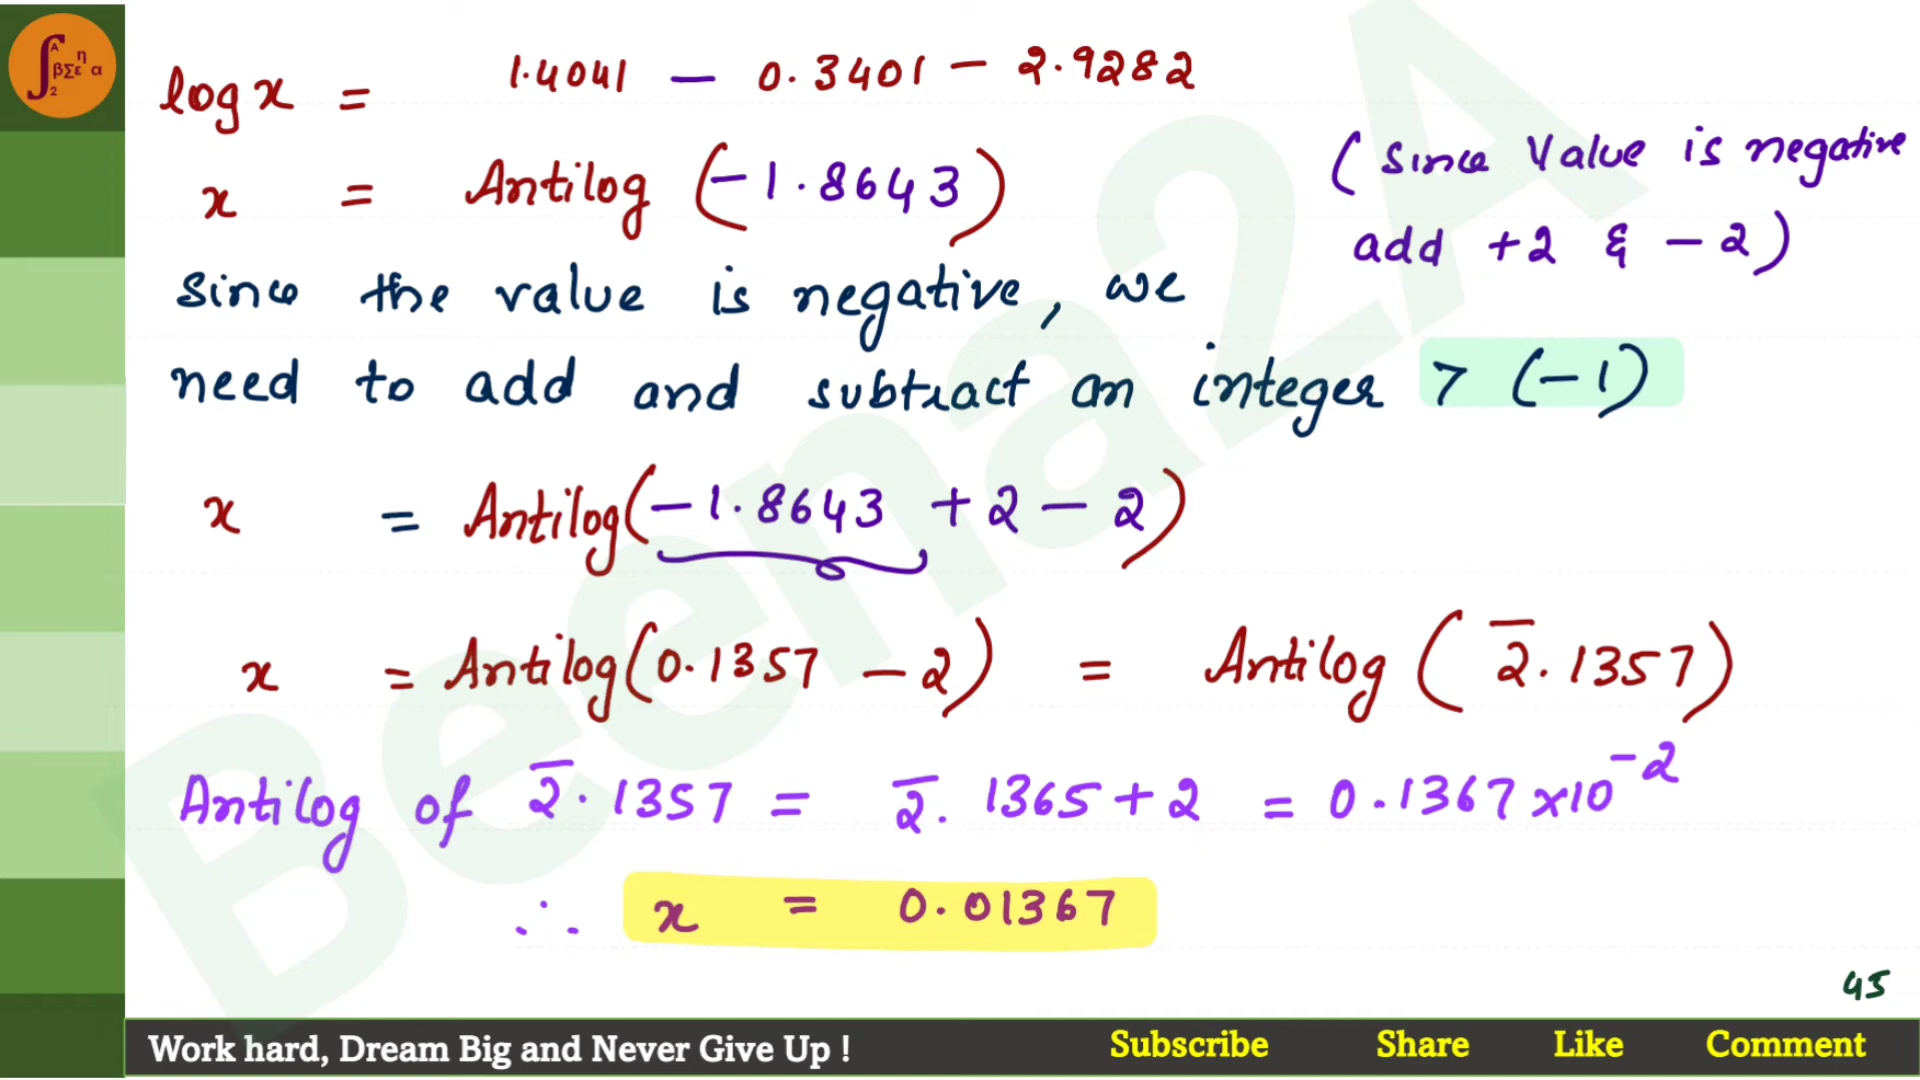 log x = 1.4041 – 0.3401 – 2.9282
x = Antilog (–1.8643)
(since Value is negative
add +2 & –2)
since the value is negative, we
need to add and subtract an integer > (–1)
x = Antilog(–1.8643 + 2 – 2)
x = Antilog(0.1357 – 2) = Antilog (2̅.1357)
Antilog of 2̅.1357 = 2̅.1365+2 = 0.1367 ×10⁻²
∴ x = 0.01367
45
Beena2A
Work hard, Dream Big and Never Give Up !
Subscribe Share Like Comment